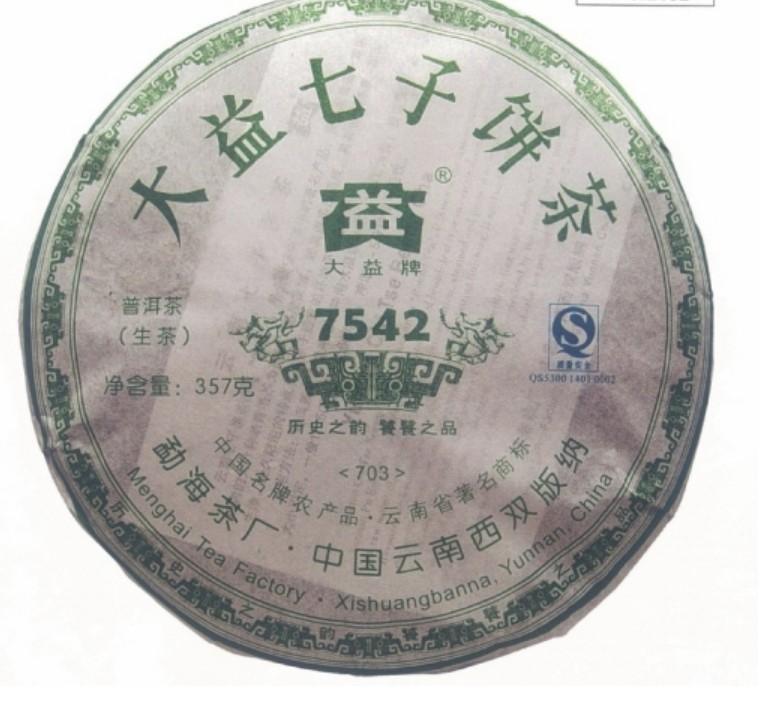 大益七子饼茶
益
®
大益牌
普洱茶
（生茶）
7542
净含量：357克
QS5300 1401 0002
历史之韵 饕餮之品
<703>
中国名牌农产品·云南省著名商标
勐海茶厂·中国云南西双版纳
Menghai Tea Factory · Xishuangbanna, Yunnan, China